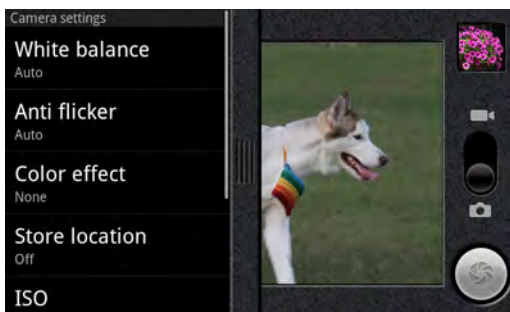 Camera settings
White balance
Auto
Anti flicker
Auto
Color effect
None
Store location
Off
ISO